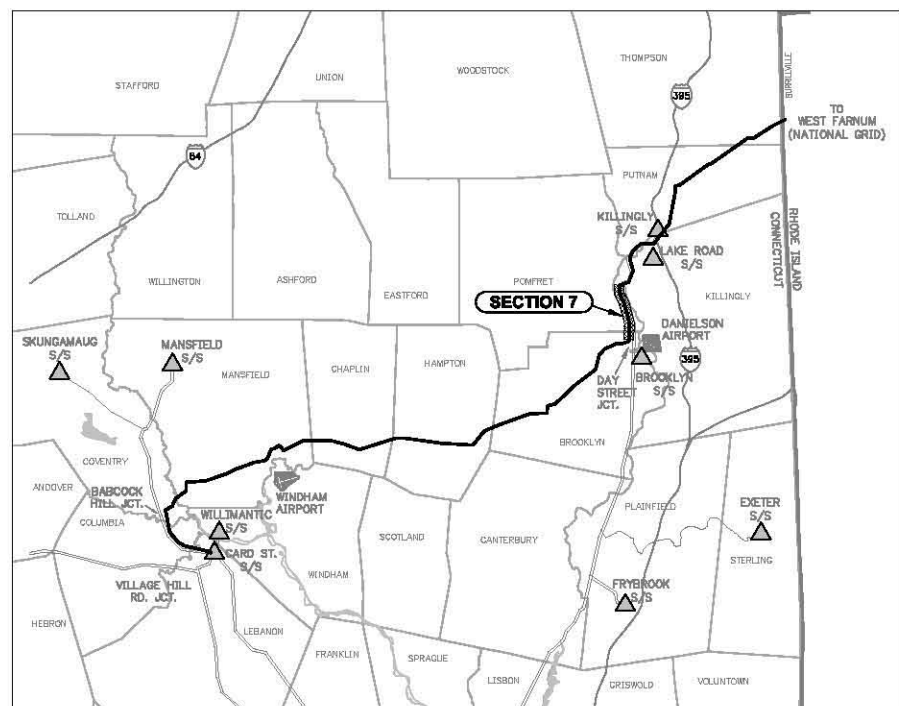 THOMPSON
WOODSTOCK
UNION
STAFFORD
395
BURRILLVILLE
TO
WEST FARNUM
(NATIONAL GRID)
84
PUTNAM
TOLLAND
KILLINGLY
S/S
RHODE ISLAND
CONNECTICUT
LAKE ROAD
S/S
WILLINGTON
ASHFORD
EASTFORD
POMFRET
KILLINGLY
SECTION 7
DANIELSON
AIRPORT
SKUNGAMAUG
S/S
MANSFIELD
S/S
MANSFIELD
CHAPLIN
HAMPTON
395
DAY
STREET
JCT.
BROOKLYN
S/S
BROOKLYN
COVENTRY
ANDOVER
BABCOCK
HILL JCT.
WINDHAM
AIRPORT
COLUMBIA
WILLIMANTIC
S/S
PLAINFIELD
EXETER
S/S
SCOTLAND
CANTERBURY
CARD ST.
S/S
STERLING
WINDHAM
VILLAGE HILL
RD. JCT.
FRYBROOK
S/S
HEBRON
LEBANON
FRANKLIN
SPRAGUE
LISBON
GRISWOLD
VOLUNTOWN